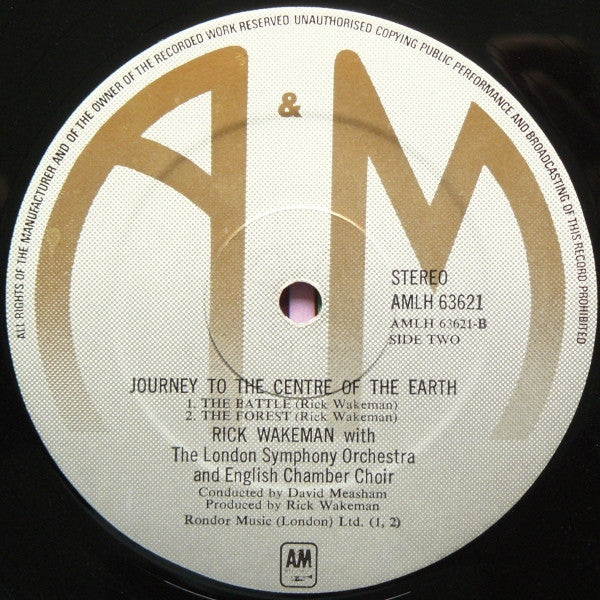 ALL RIGHTS OF THE MANUFACTURER AND OF THE OWNER OF THE RECORDED WORK RESERVED UNAUTHORISED COPYING PUBLIC PERFORMANCE AND BROADCASTING OF THIS RECORD PROHIBITED
A & M
STEREO
AMLH 63621
AMLH 63621-B
SIDE TWO
JOURNEY TO THE CENTRE OF THE EARTH
1. THE BATTLE (Rick Wakeman)
2. THE FOREST (Rick Wakeman)
RICK WAKEMAN with
The London Symphony Orchestra
and English Chamber Choir
Conducted by David Measham
Produced by Rick Wakeman
Rondor Music (London) Ltd. (1, 2)
AM